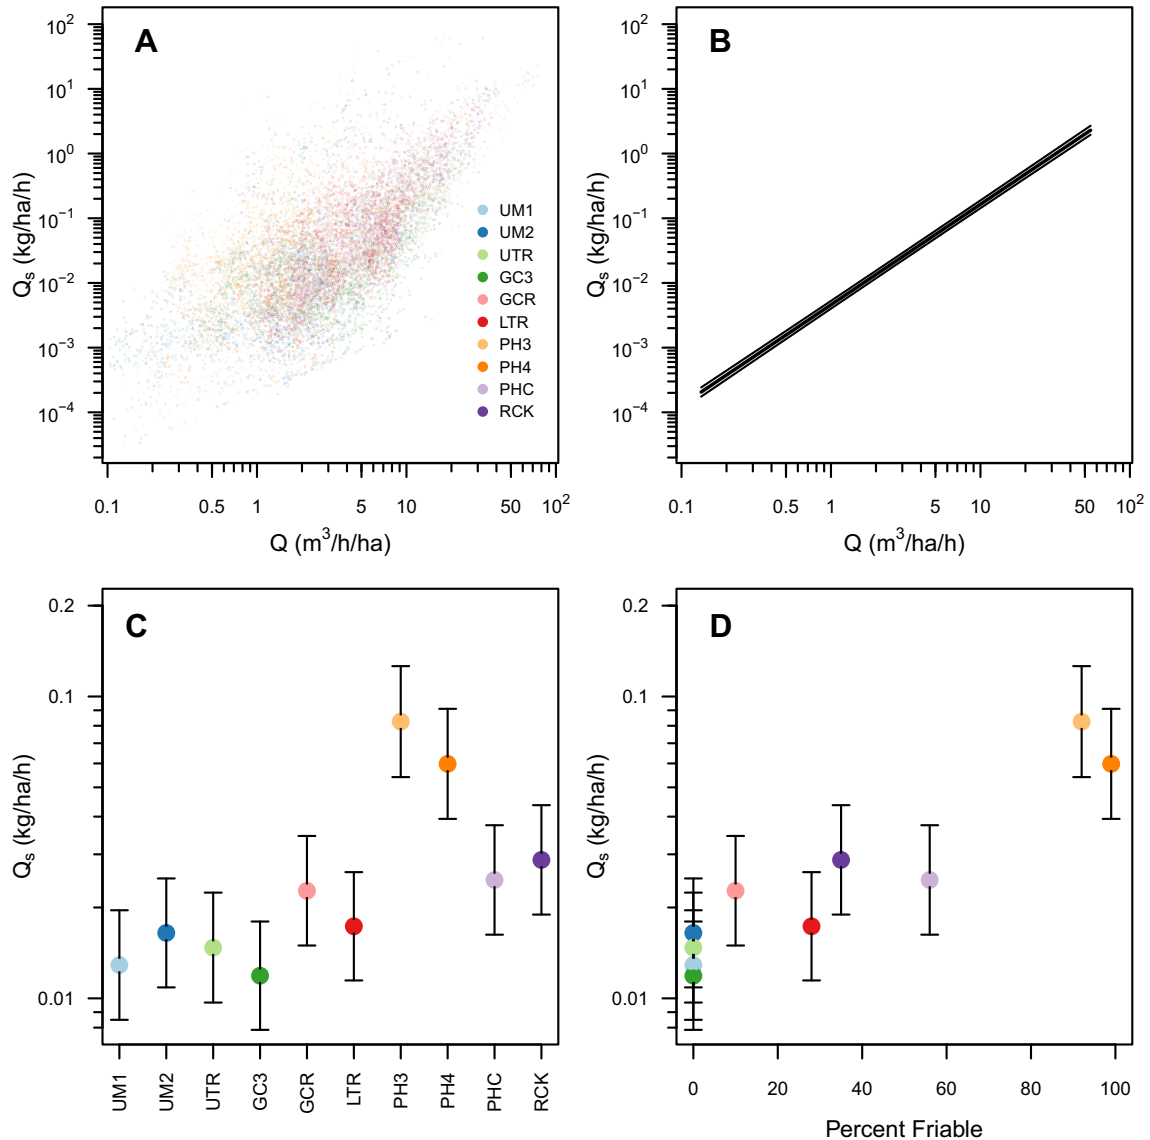 A
10²
10¹
10⁰
10⁻¹
10⁻²
10⁻³
10⁻⁴
Qₛ (kg/ha/h)
UM1
UM2
UTR
GC3
GCR
LTR
PH3
PH4
PHC
RCK
0.1 0.5 1 5 10 50 10²
Q (m³/h/ha)
B
10²
10¹
10⁰
10⁻¹
10⁻²
10⁻³
10⁻⁴
Qₛ (kg/ha/h)
0.1 0.5 1 5 10 50 10²
Q (m³/ha/h)
C
0.2
0.1
0.01
Qₛ (kg/ha/h)
UM1 UM2 UTR GC3 GCR LTR PH3 PH4 PHC RCK
D
0.2
0.1
0.01
Qₛ (kg/ha/h)
0 20 40 60 80 100
Percent Friable